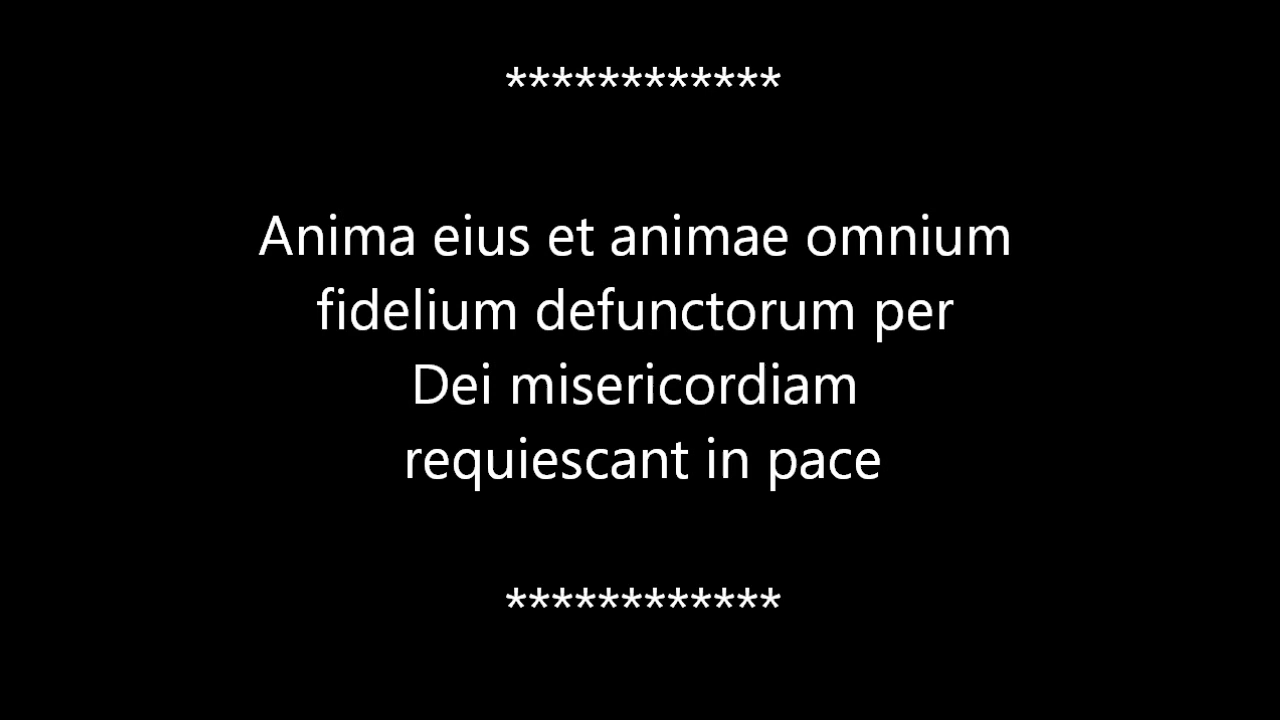 ************
Anima eius et animae omnium
fidelium defunctorum per
Dei misericordiam
requiescant in pace
************